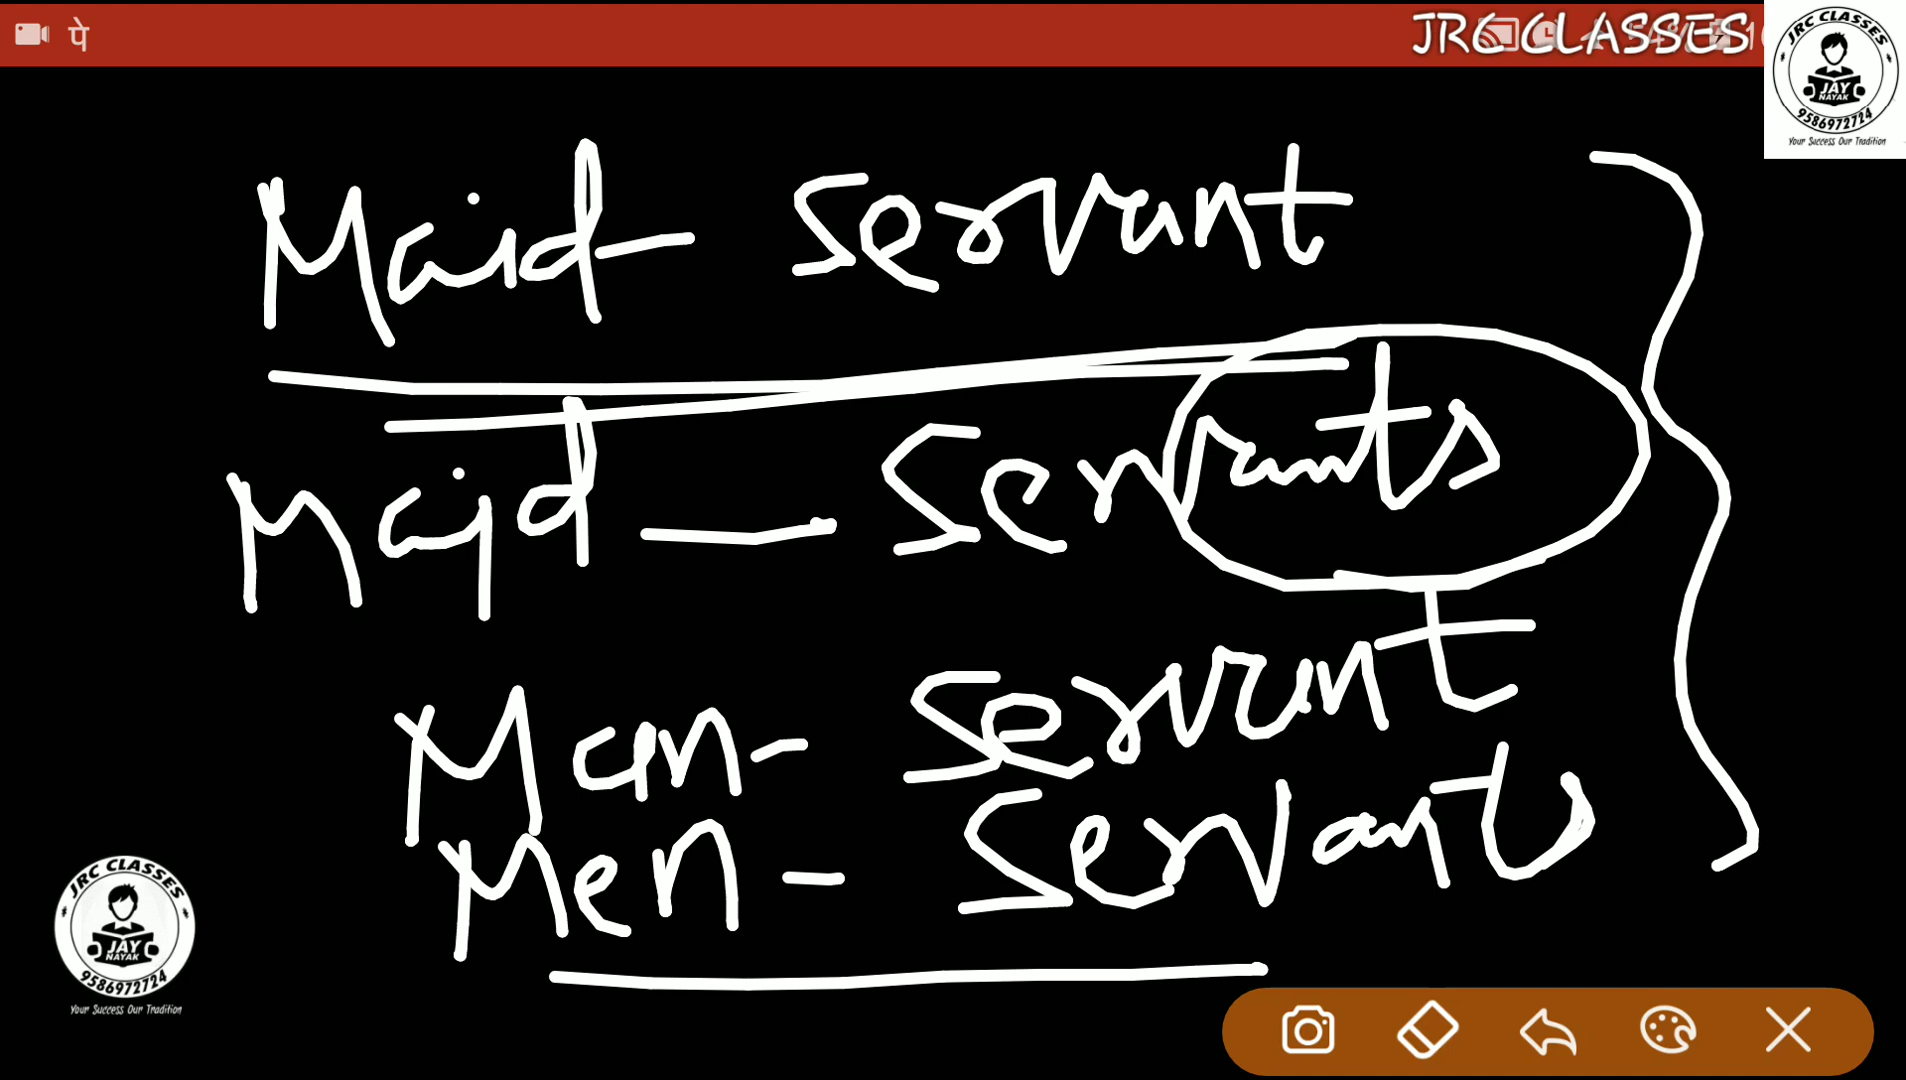 पे JRC CLASSES
JRC CLASSES
JAY
NAYAK
9586972724
Your Success Our Tradition
Maid- servant
Maid- Servants
Man- Servant
Men- Servants
JRC CLASSES
JAY
NAYAK
9586972724
Your Success Our Tradition